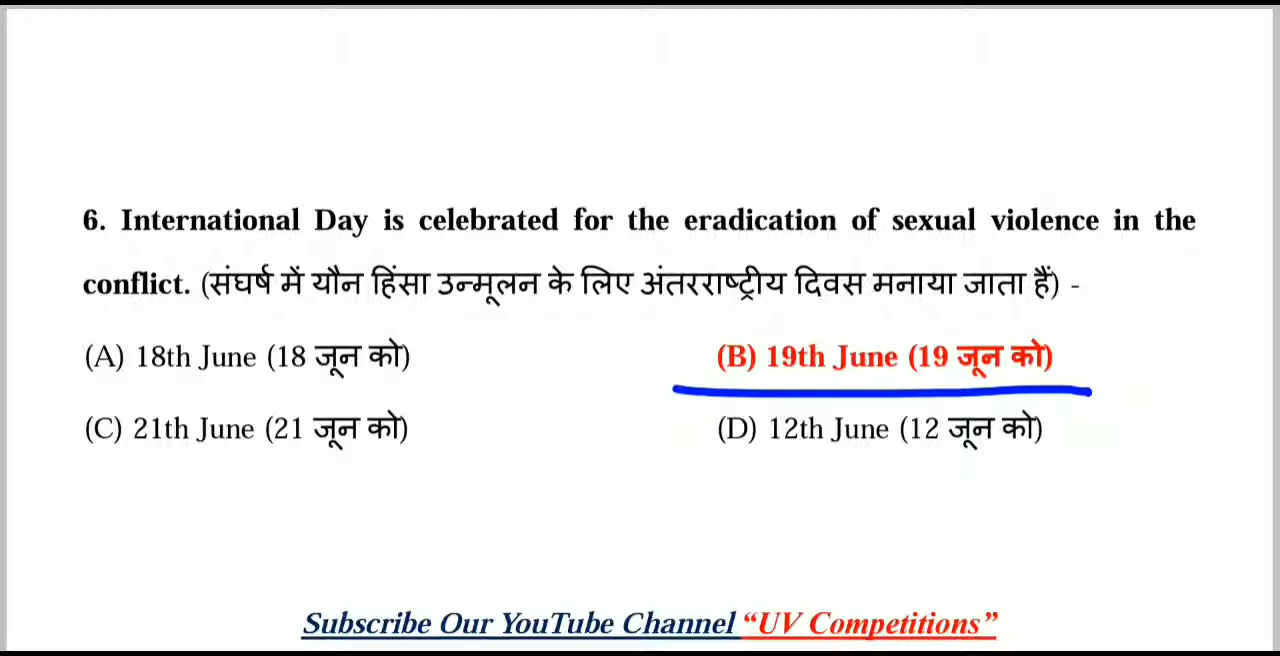 6. International Day is celebrated for the eradication of sexual violence in the
conflict. (संघर्ष में यौन हिंसा उन्मूलन के लिए अंतरराष्ट्रीय दिवस मनाया जाता हैं) -
(A) 18th June (18 जून को) (B) 19th June (19 जून को)
(C) 21th June (21 जून को) (D) 12th June (12 जून को)
Subscribe Our YouTube Channel “UV Competitions”